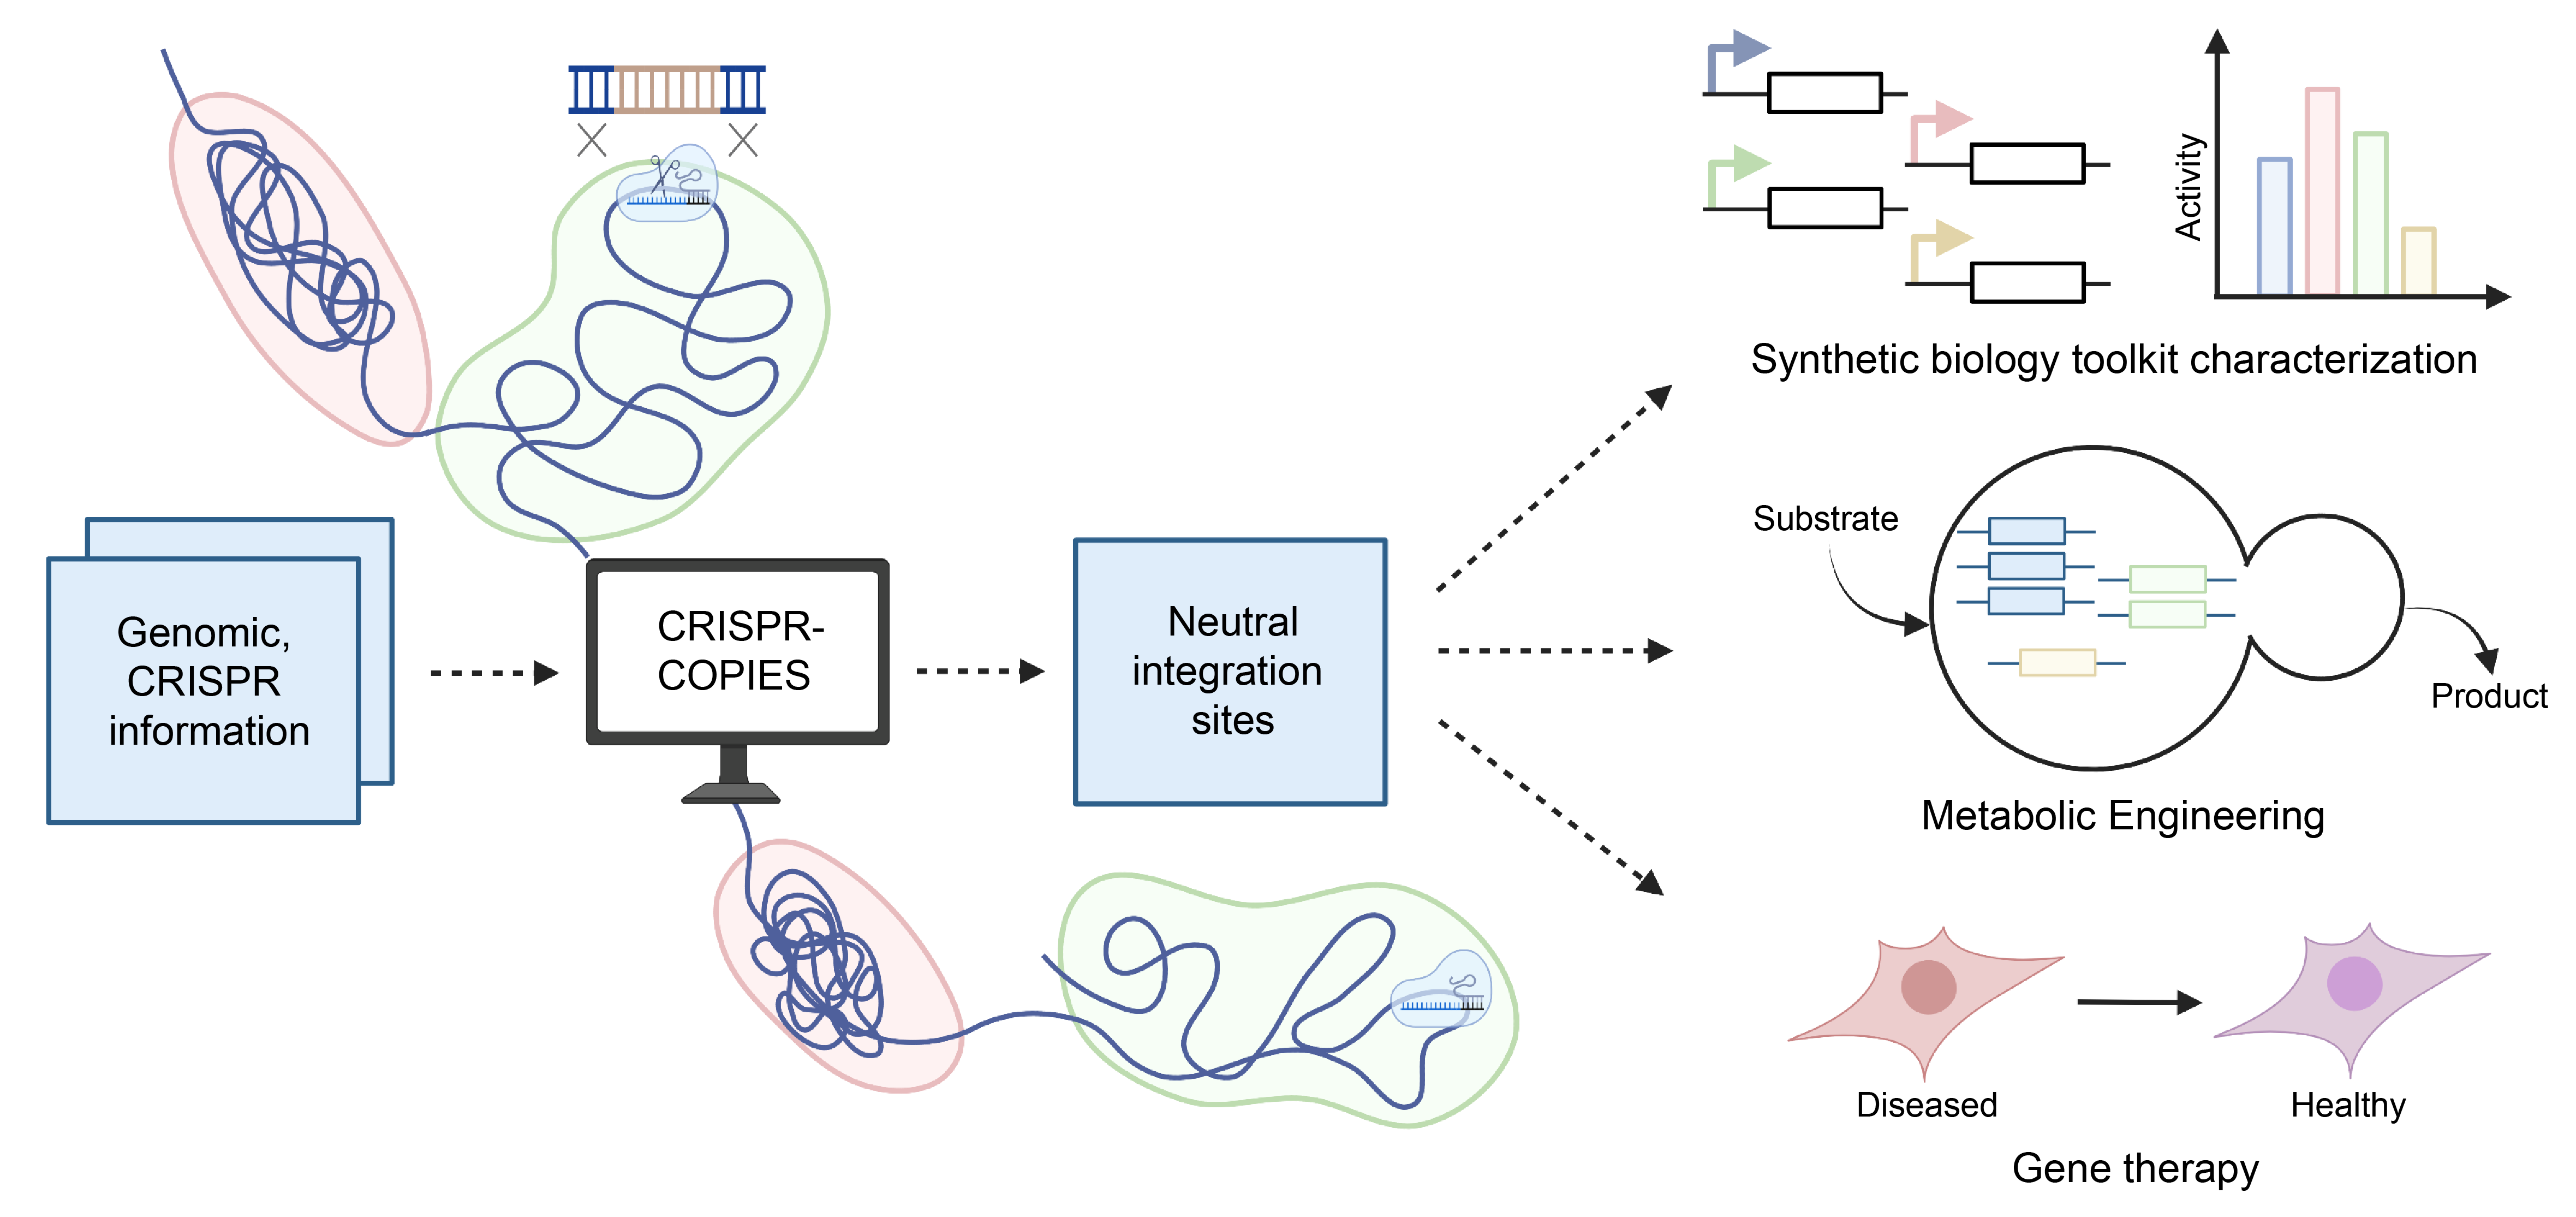 Genomic,
CRISPR
information
CRISPR-
COPIES
Neutral
integration
sites
Activity
Synthetic biology toolkit characterization
Substrate
Product
Metabolic Engineering
Diseased
Healthy
Gene therapy